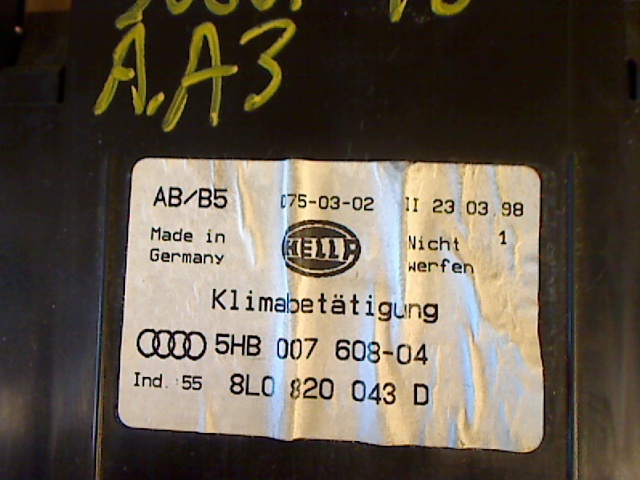 A.A3
AB/B5 075-03-02 II 23.03.98
Made in Germany
HELLA
Nicht werfen 1
Klimabetätigung
5HB 007 608-04
Ind. 55 8L0 820 043 D